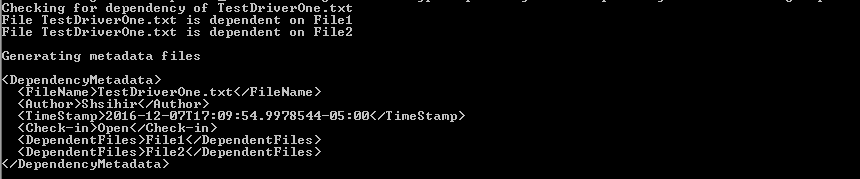 Checking for dependency of TestDriverOne.txt
File TestDriverOne.txt is dependent on File1
File TestDriverOne.txt is dependent on File2
Generating metadata files
<DependencyMetadata>
<FileName>TestDriverOne.txt</FileName>
<Author>Shsihir</Author>
<TimeStamp>2016-12-07T17:09:54.9978544-05:00</TimeStamp>
<Check-in>Open</Check-in>
<DependentFiles>File1</DependentFiles>
<DependentFiles>File2</DependentFiles>
</DependencyMetadata>